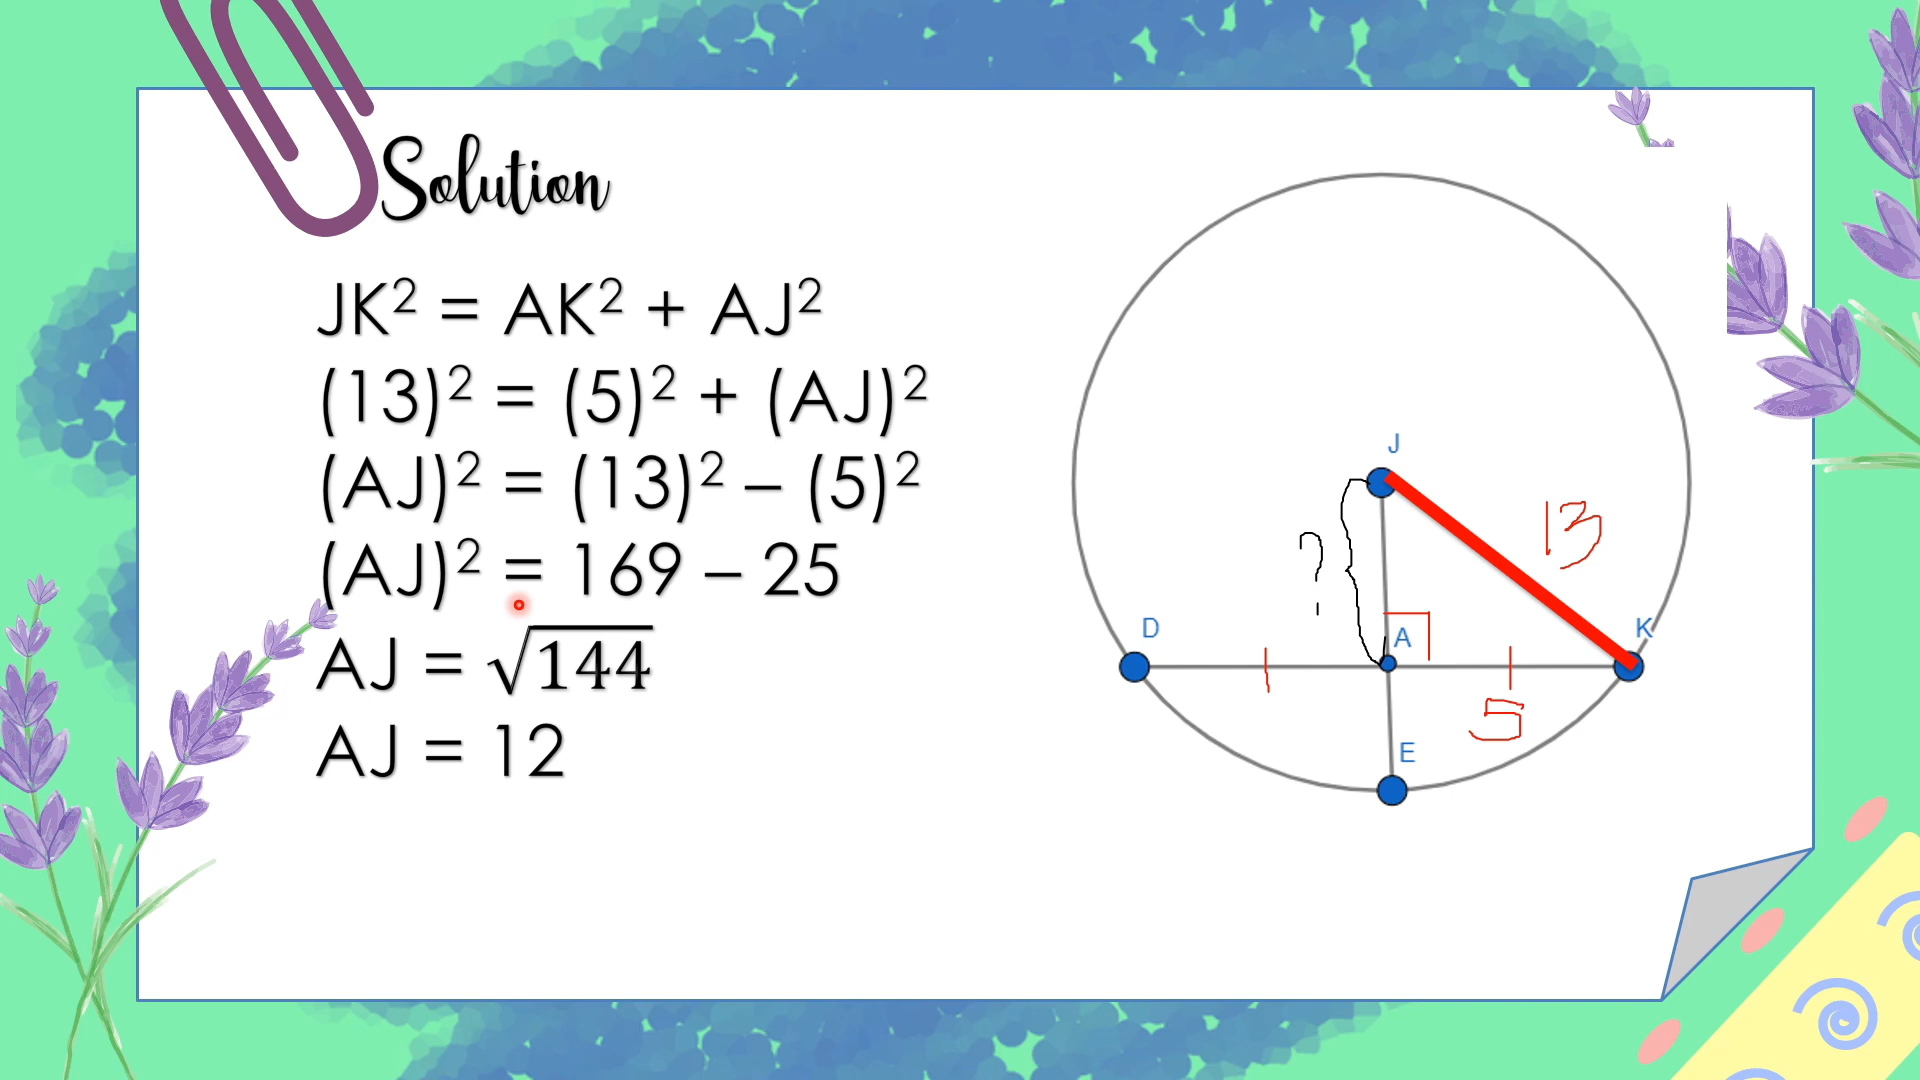 Solution
JK² = AK² + AJ²
(13)² = (5)² + (AJ)²
(AJ)² = (13)² – (5)²
(AJ)² = 169 – 25
AJ = √144
AJ = 12
J
13
?
D
A
K
5
E